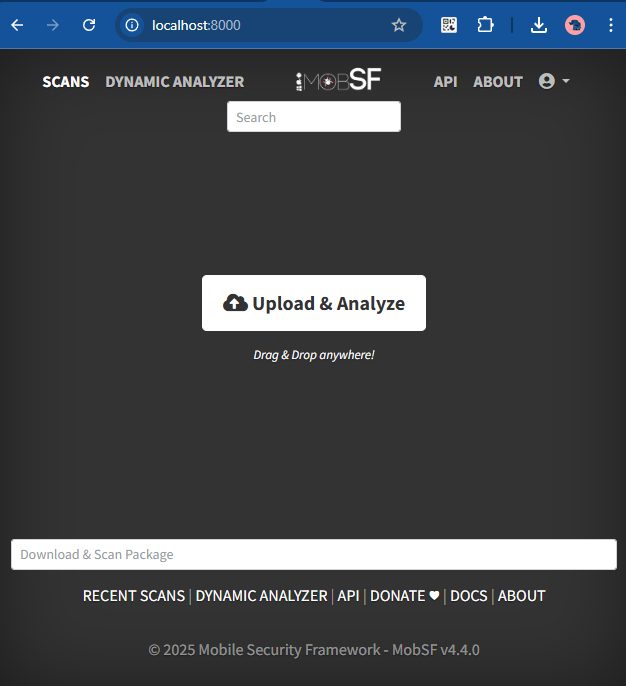 localhost:8000
SCANS DYNAMIC ANALYZER MOBSF API ABOUT
Search
Upload & Analyze
Drag & Drop anywhere!
Download & Scan Package
RECENT SCANS | DYNAMIC ANALYZER | API | DONATE ♥ | DOCS | ABOUT
© 2025 Mobile Security Framework - MobSF v4.4.0